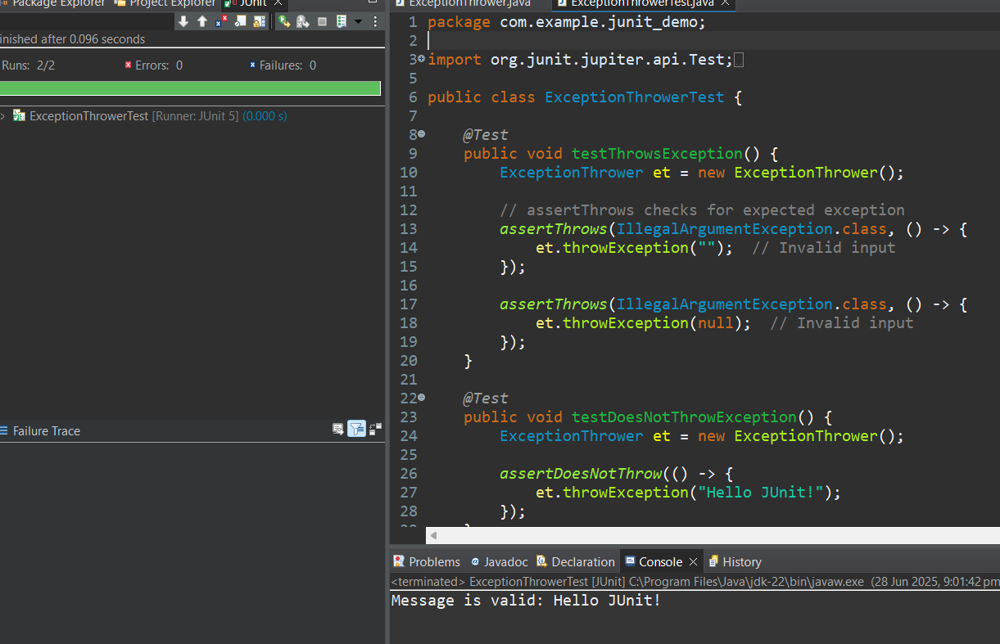 Package Explorer Project Explorer JUnit
inished after 0.096 seconds
Runs: 2/2 Errors: 0 Failures: 0
ExceptionThrowerTest [Runner: JUnit 5] (0.000 s)
Failure Trace
ExceptionThrower.java ExceptionThrowerTest.java
1 package com.example.junit_demo;
2
3 import org.junit.jupiter.api.Test;
5
6 public class ExceptionThrowerTest {
7
8 @Test
9 public void testThrowsException() {
10 ExceptionThrower et = new ExceptionThrower();
11
12 // assertThrows checks for expected exception
13 assertThrows(IllegalArgumentException.class, () -> {
14 et.throwException(""); // Invalid input
15 });
16
17 assertThrows(IllegalArgumentException.class, () -> {
18 et.throwException(null); // Invalid input
19 });
20 }
21
22 @Test
23 public void testDoesNotThrowException() {
24 ExceptionThrower et = new ExceptionThrower();
25
26 assertDoesNotThrow(() -> {
27 et.throwException("Hello JUnit!");
28 });
Problems Javadoc Declaration Console History
<terminated> ExceptionThrowerTest [JUnit] C:\Program Files\Java\jdk-22\bin\javaw.exe (28 Jun 2025, 9:01:42 pm
Message is valid: Hello JUnit!